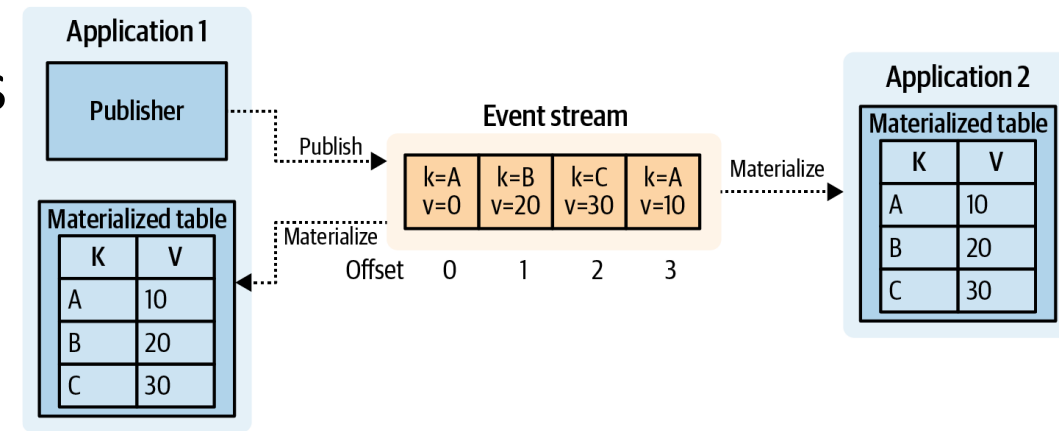 s
Application 1
Publisher
Publish
Materialized table
K V
A 10
B 20
C 30
Materialize
Event stream
k=A k=B k=C k=A
v=0 v=20 v=30 v=10
Offset 0 1 2 3
Materialize
Application 2
Materialized table
K V
A 10
B 20
C 30